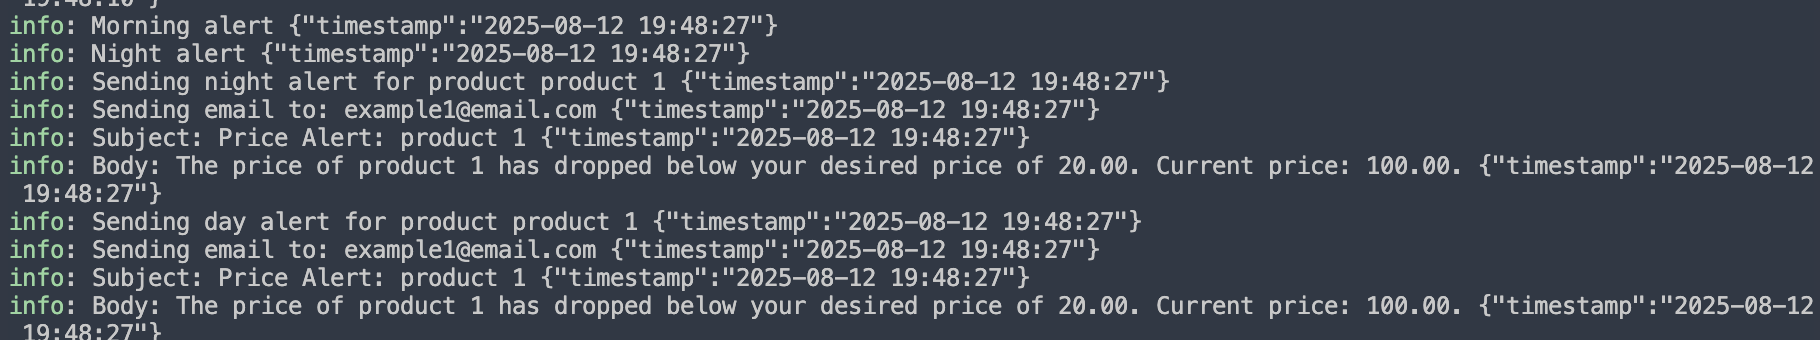 19:48:10"}
info: Morning alert {"timestamp":"2025-08-12 19:48:27"}
info: Night alert {"timestamp":"2025-08-12 19:48:27"}
info: Sending night alert for product product 1 {"timestamp":"2025-08-12 19:48:27"}
info: Sending email to: example1@email.com {"timestamp":"2025-08-12 19:48:27"}
info: Subject: Price Alert: product 1 {"timestamp":"2025-08-12 19:48:27"}
info: Body: The price of product 1 has dropped below your desired price of 20.00. Current price: 100.00. {"timestamp":"2025-08-12
19:48:27"}
info: Sending day alert for product product 1 {"timestamp":"2025-08-12 19:48:27"}
info: Sending email to: example1@email.com {"timestamp":"2025-08-12 19:48:27"}
info: Subject: Price Alert: product 1 {"timestamp":"2025-08-12 19:48:27"}
info: Body: The price of product 1 has dropped below your desired price of 20.00. Current price: 100.00. {"timestamp":"2025-08-12
19:48:27"}